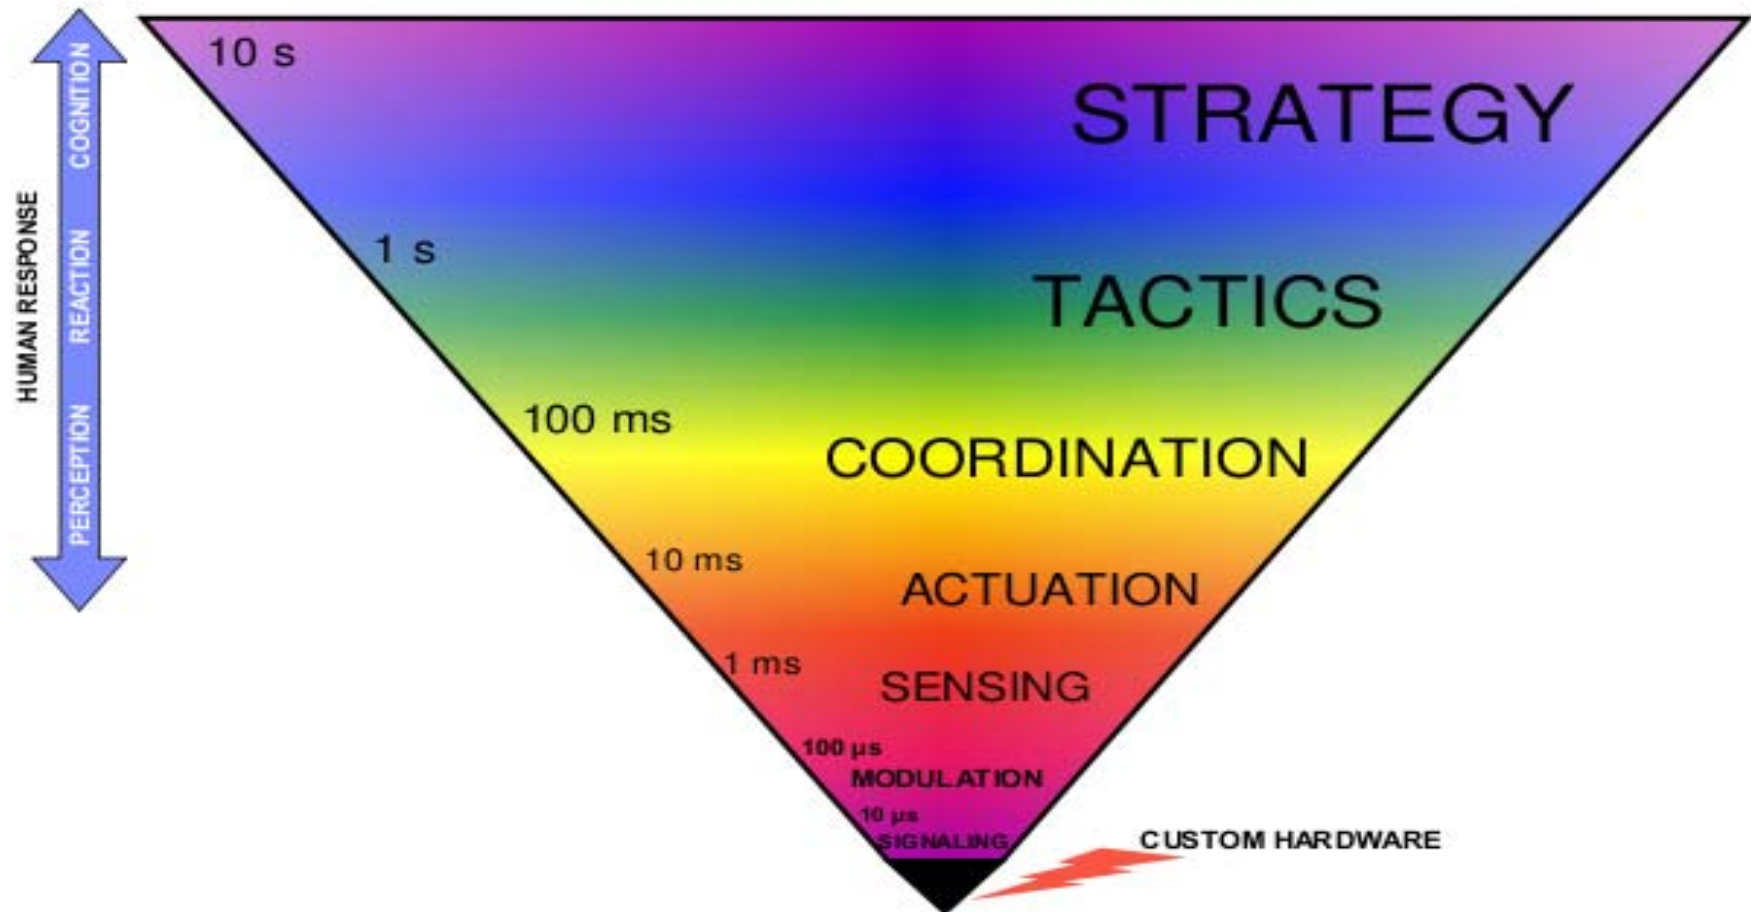 10 s
STRATEGY
1 s
TACTICS
100 ms
COORDINATION
10 ms
ACTUATION
1 ms
SENSING
100 µs
MODULATION
10 µs
SIGNALING
CUSTOM HARDWARE
HUMAN RESPONSE
PERCEPTION REACTION COGNITION